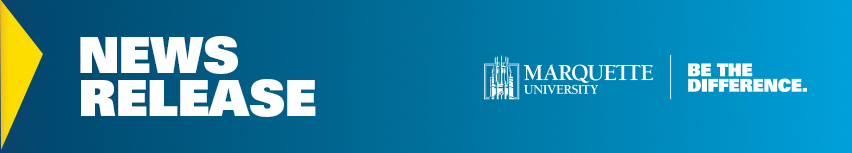 NEWS
RELEASE
MARQUETTE
UNIVERSITY
BE THE
DIFFERENCE.